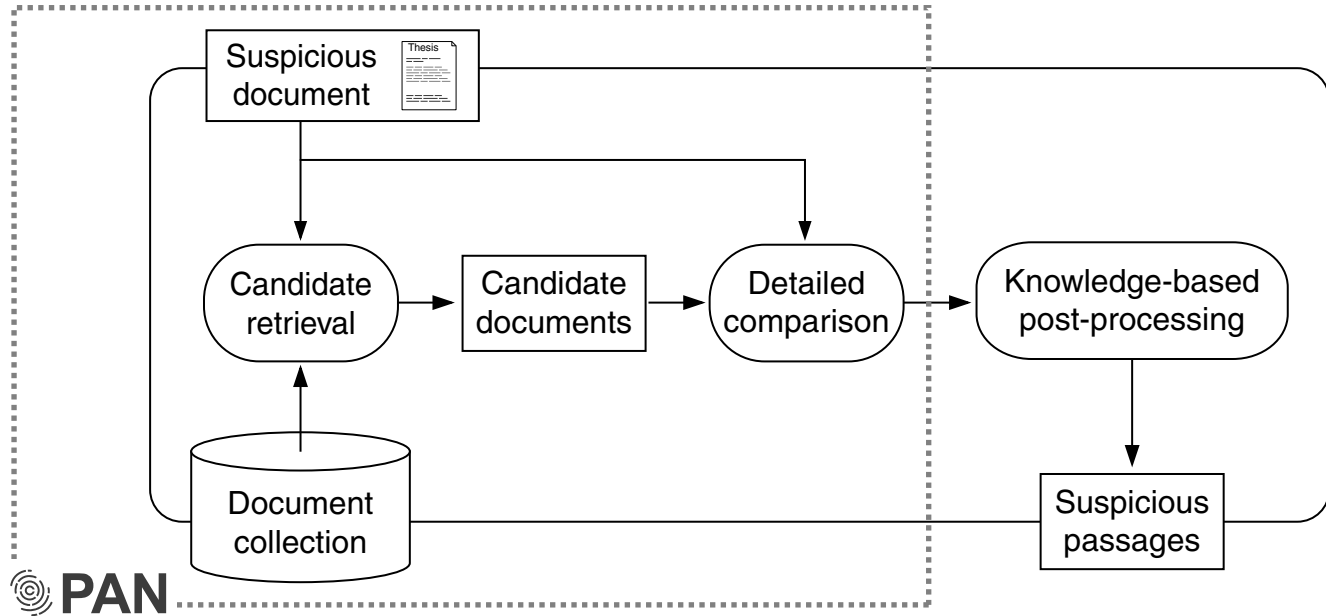 Suspicious
document
Thesis
Candidate
retrieval
Candidate
documents
Detailed
comparison
Knowledge-based
post-processing
Document
collection
Suspicious
passages
PAN